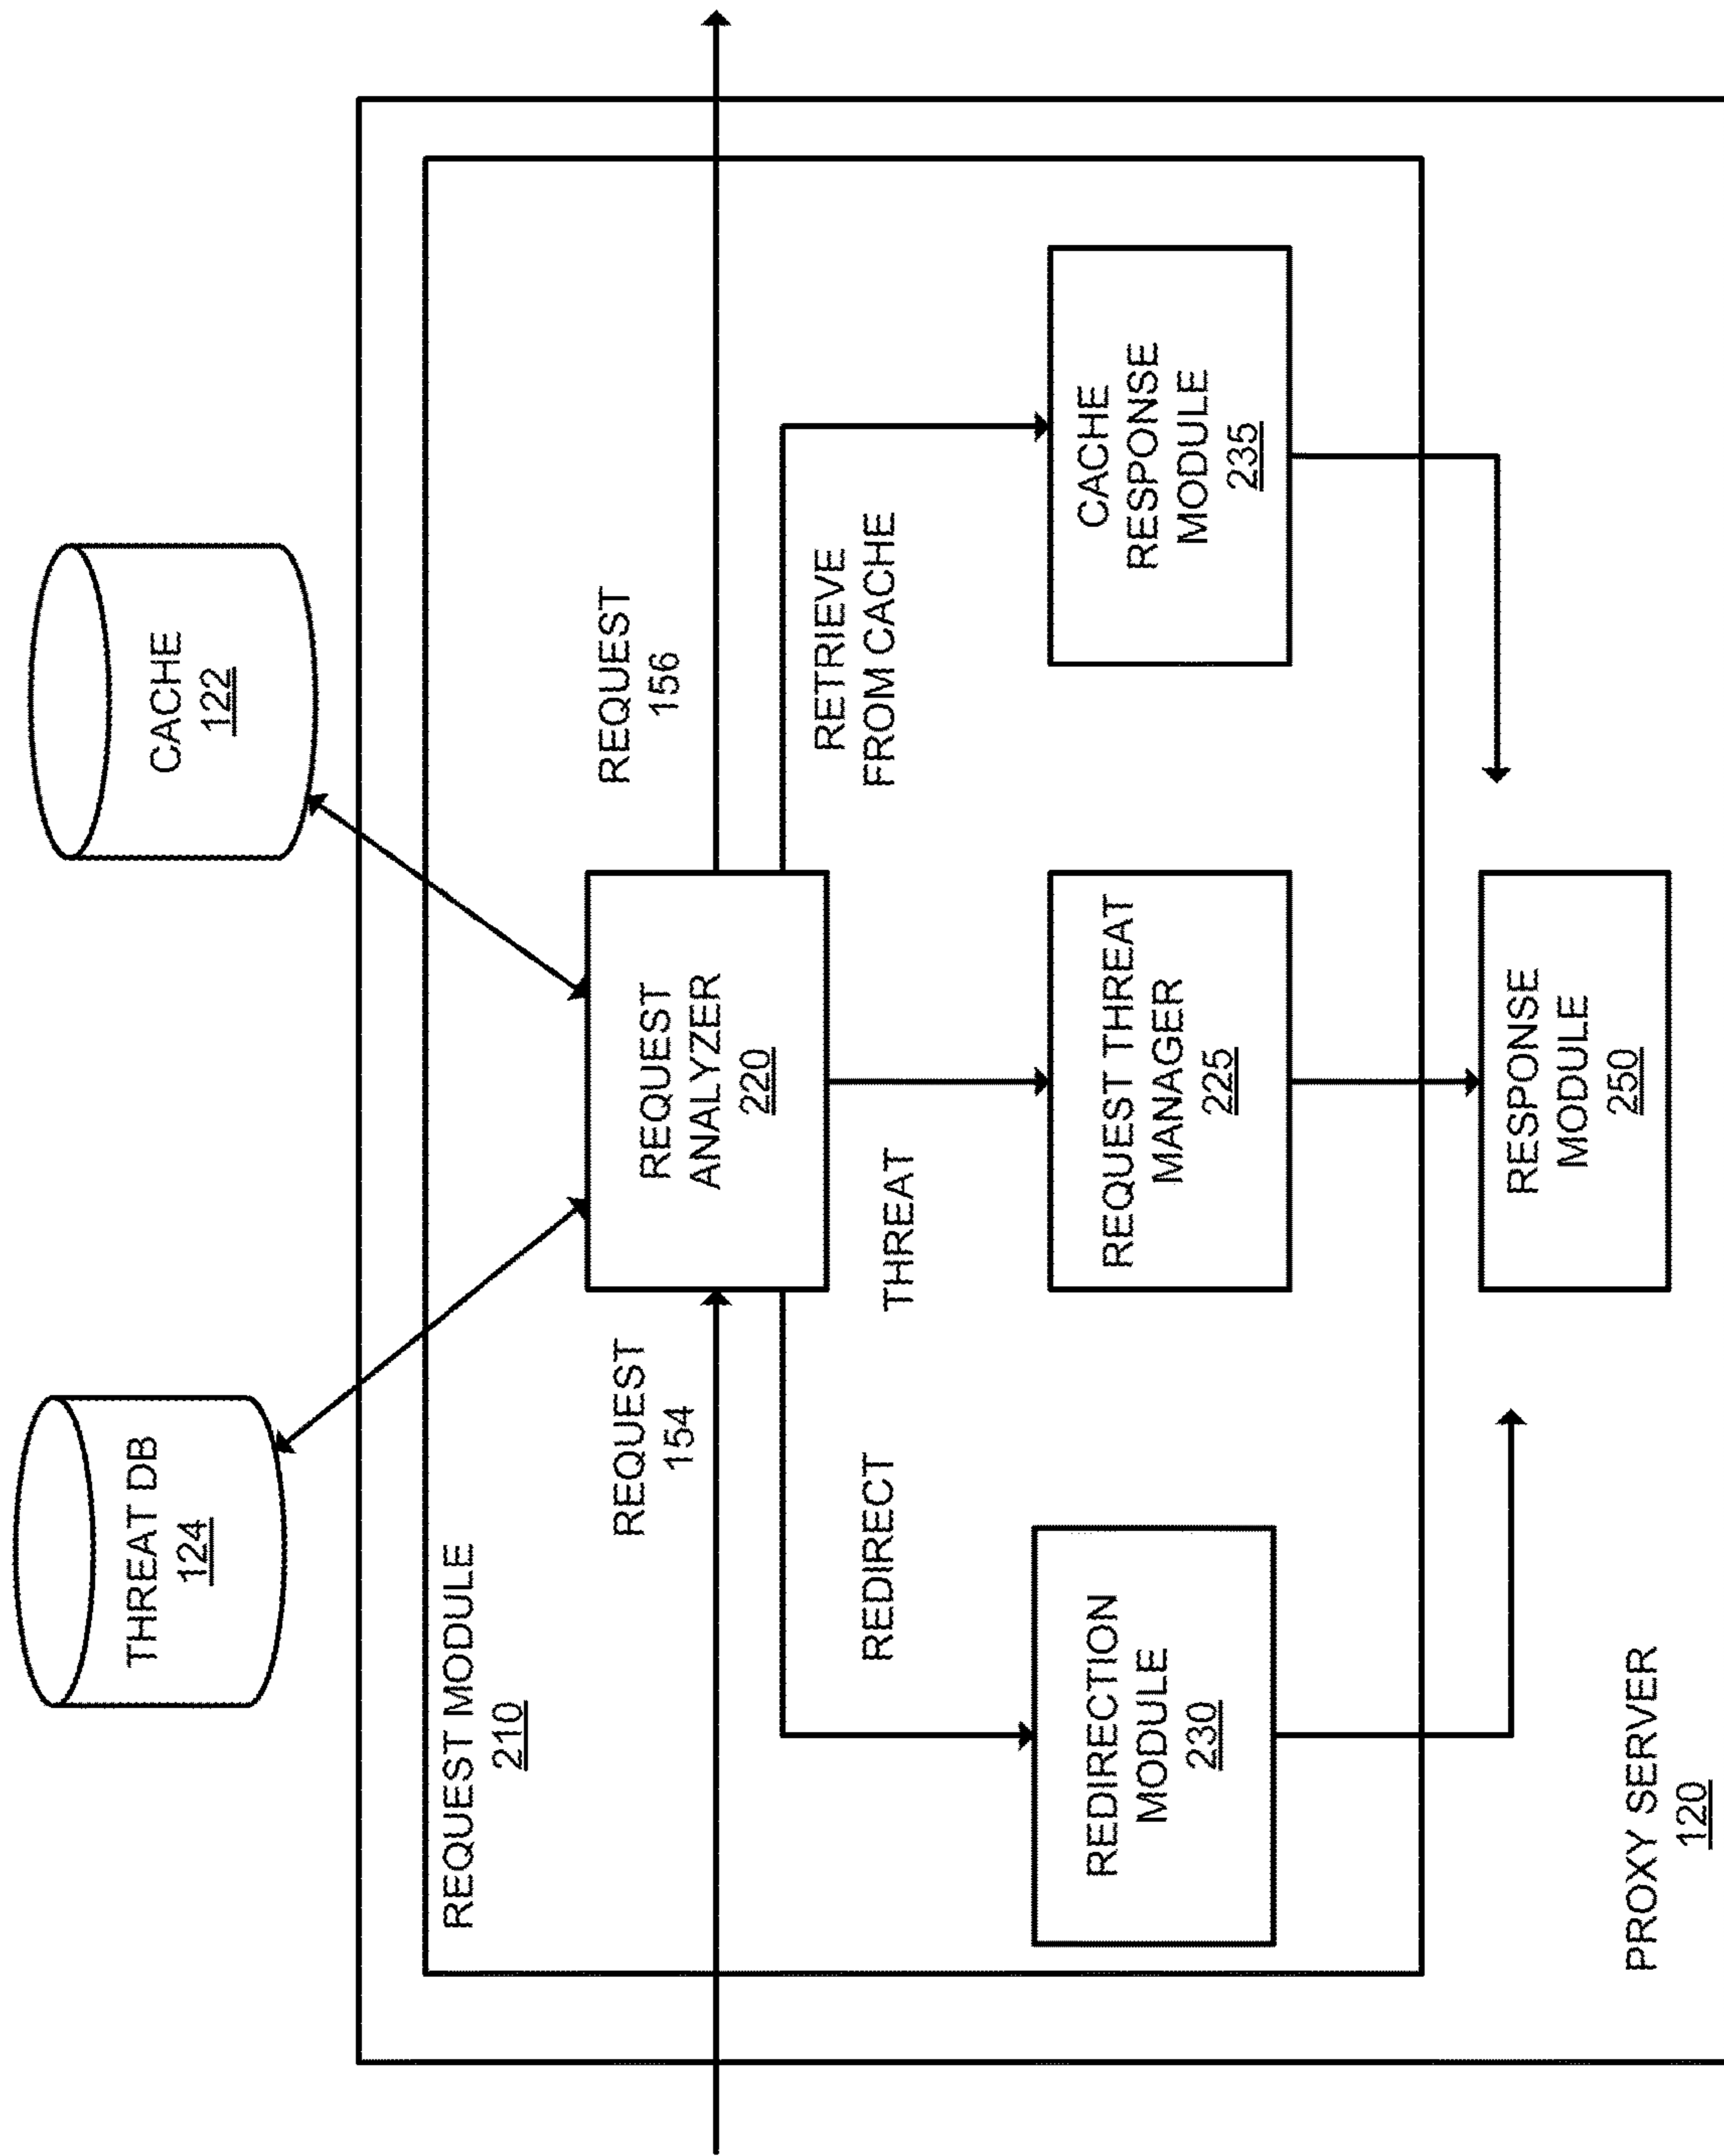 THREAT DB
124
CACHE
122
REQUEST MODULE
210
REQUEST
154
REQUEST
ANALYZER
220
REQUEST
156
REDIRECT
THREAT
RETRIEVE
FROM CACHE
REDIRECTION
MODULE
230
REQUEST THREAT
MANAGER
225
CACHE
RESPONSE
MODULE
235
RESPONSE
MODULE
250
PROXY SERVER
120